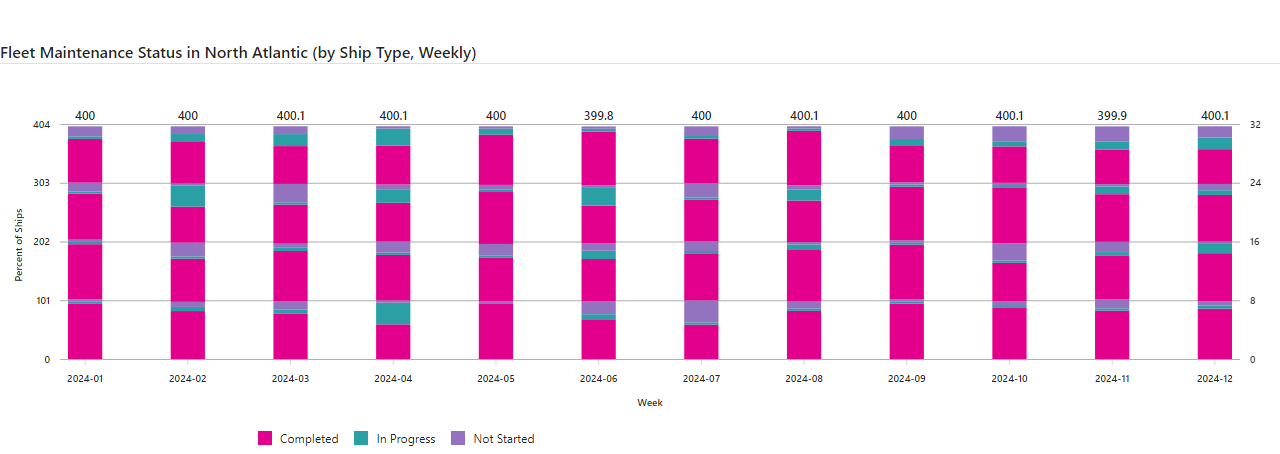 Fleet Maintenance Status in North Atlantic (by Ship Type, Weekly)
400 400 400.1 400.1 400 399.8 400 400.1 400 400.1 399.9 400.1
404 32
303 24
202 16
101 8
0 0
Percent of Ships
2024-01 2024-02 2024-03 2024-04 2024-05 2024-06 2024-07 2024-08 2024-09 2024-10 2024-11 2024-12
Week
Completed In Progress Not Started